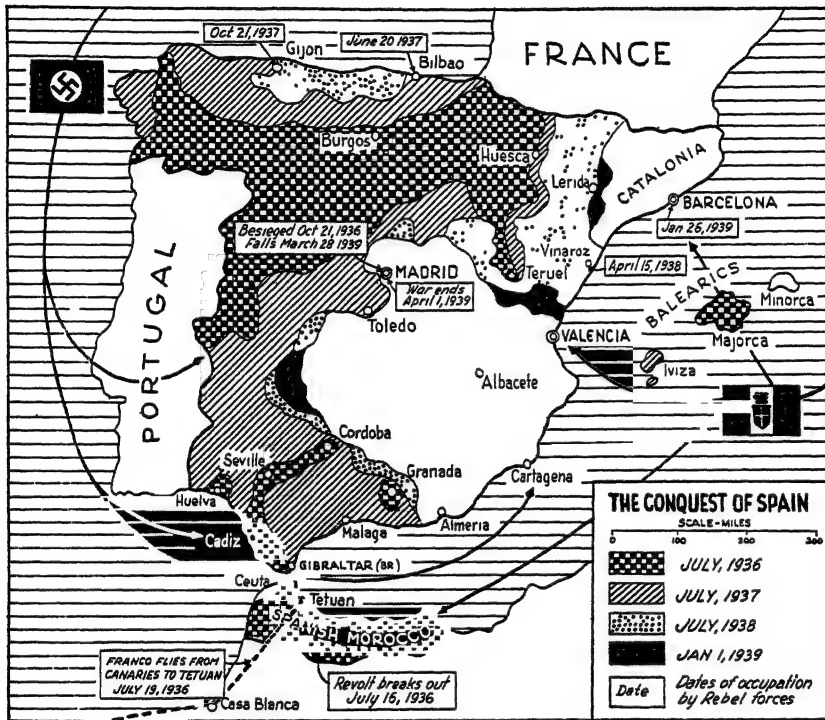 Oct 21, 1937
Gijon
June 20 1937
Bilbao
FRANCE
Burgos
Huesca
CATALONIA
Lerida
BARCELONA
Jan 26, 1939
Besieged Oct 21, 1936
Falls March 28 1939
MADRID
War ends
April 1, 1939
Vinaroz
Teruel
April 15, 1938
BALEARICS
Minorca
Majorca
PORTUGAL
Toledo
VALENCIA
Iviza
Albacete
Cordoba
Seville
Granada
Cartagena
Huelva
Cadiz
Malaga
Almeria
GIBRALTAR (BR)
Ceuta
Tetuan
SPANISH MOROCCO
FRANCO FLIES FROM
CANARIES TO TETUAN
JULY 19, 1936
Revolt breaks out
July 15, 1936
Casa Blanca
THE CONQUEST OF SPAIN
SCALE-MILES
0 100 200 300
JULY, 1936
JULY, 1937
JULY, 1938
JAN 1, 1939
Date
Dates of occupation
by Rebel forces